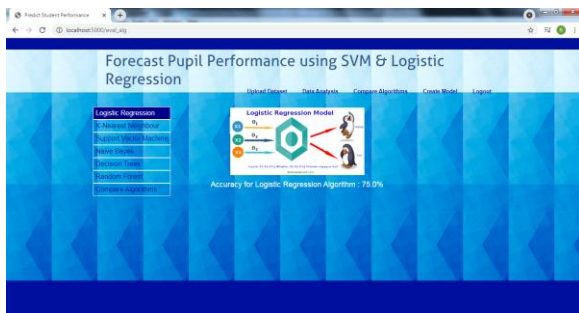 Predict Student Performance
localhost:5000/eval_alg
Forecast Pupil Performance using SVM & Logistic
Regression
Upload Dataset Data Analysis Compare Algorithms Create Model Logout
Logistic Regression
K-Nearest Neighbour
Support Vector Machine
Naive Bayes
Decision Trees
Random Forest
Compare Algorithms
Logistic Regression Model
Accuracy for Logistic Regression Algorithm : 75.0%